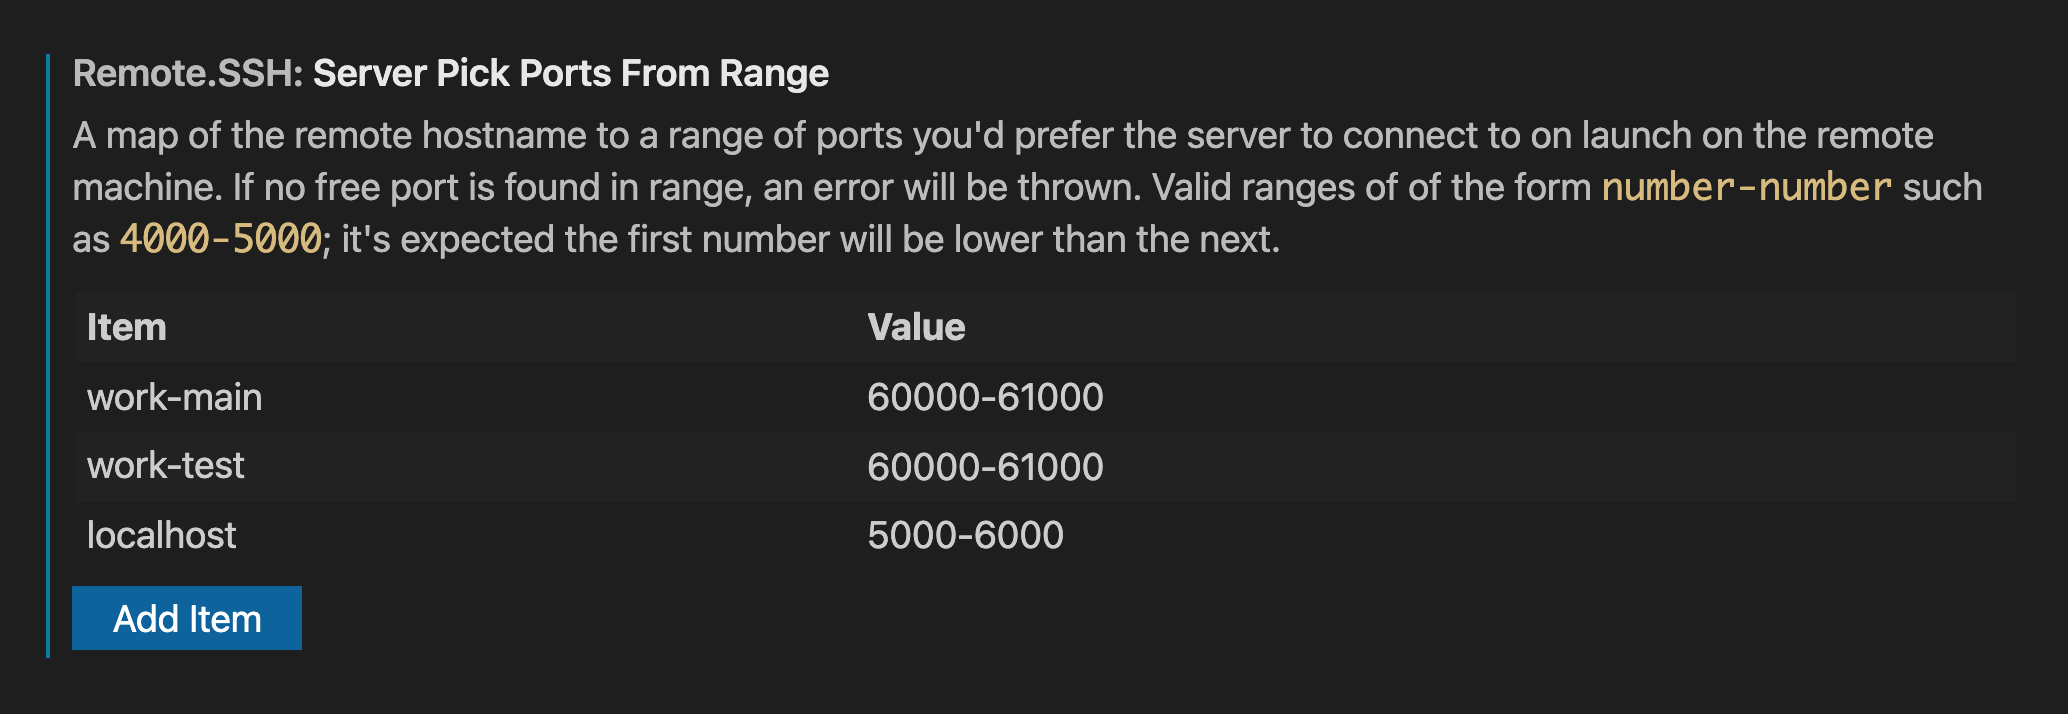 Remote.SSH: Server Pick Ports From Range
A map of the remote hostname to a range of ports you'd prefer the server to connect to on launch on the remote
machine. If no free port is found in range, an error will be thrown. Valid ranges of of the form number-number such
as 4000-5000; it's expected the first number will be lower than the next.
Item Value
work-main 60000-61000
work-test 60000-61000
localhost 5000-6000
Add Item